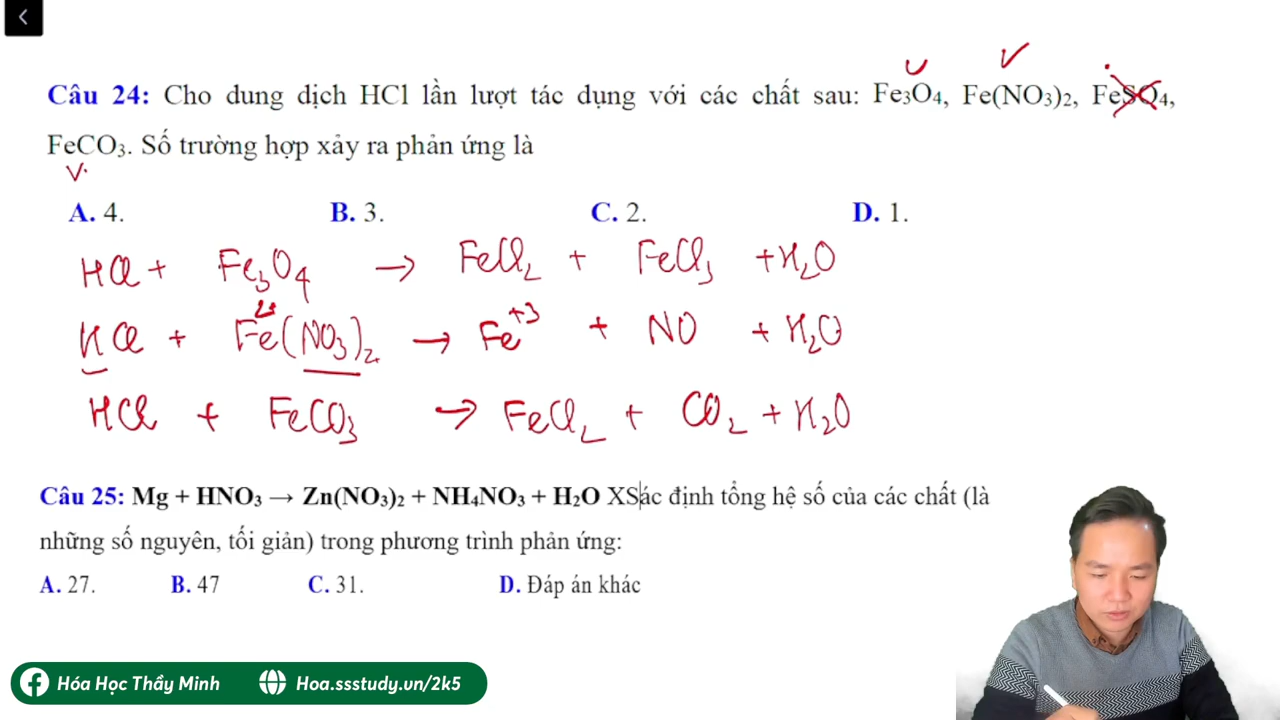 Câu 24: Cho dung dịch HCl lần lượt tác dụng với các chất sau: Fe₃O₄, Fe(NO₃)₂, FeSO₄,
FeCO₃. Số trường hợp xảy ra phản ứng là
A. 4. B. 3. C. 2. D. 1.
HCl + Fe₃O₄ → FeCl₂ + FeCl₃ + H₂O
2+ +3
HCl + Fe(NO₃)₂ → Fe + NO + H₂O
HCl + FeCO₃ → FeCl₂ + CO₂ + H₂O
Câu 25: Mg + HNO₃ → Zn(NO₃)₂ + NH₄NO₃ + H₂O XSác định tổng hệ số của các chất (là
những số nguyên, tối giản) trong phương trình phản ứng:
A. 27. B. 47 C. 31. D. Đáp án khác
Hóa Học Thầy Minh Hoa.ssstudy.vn/2k5